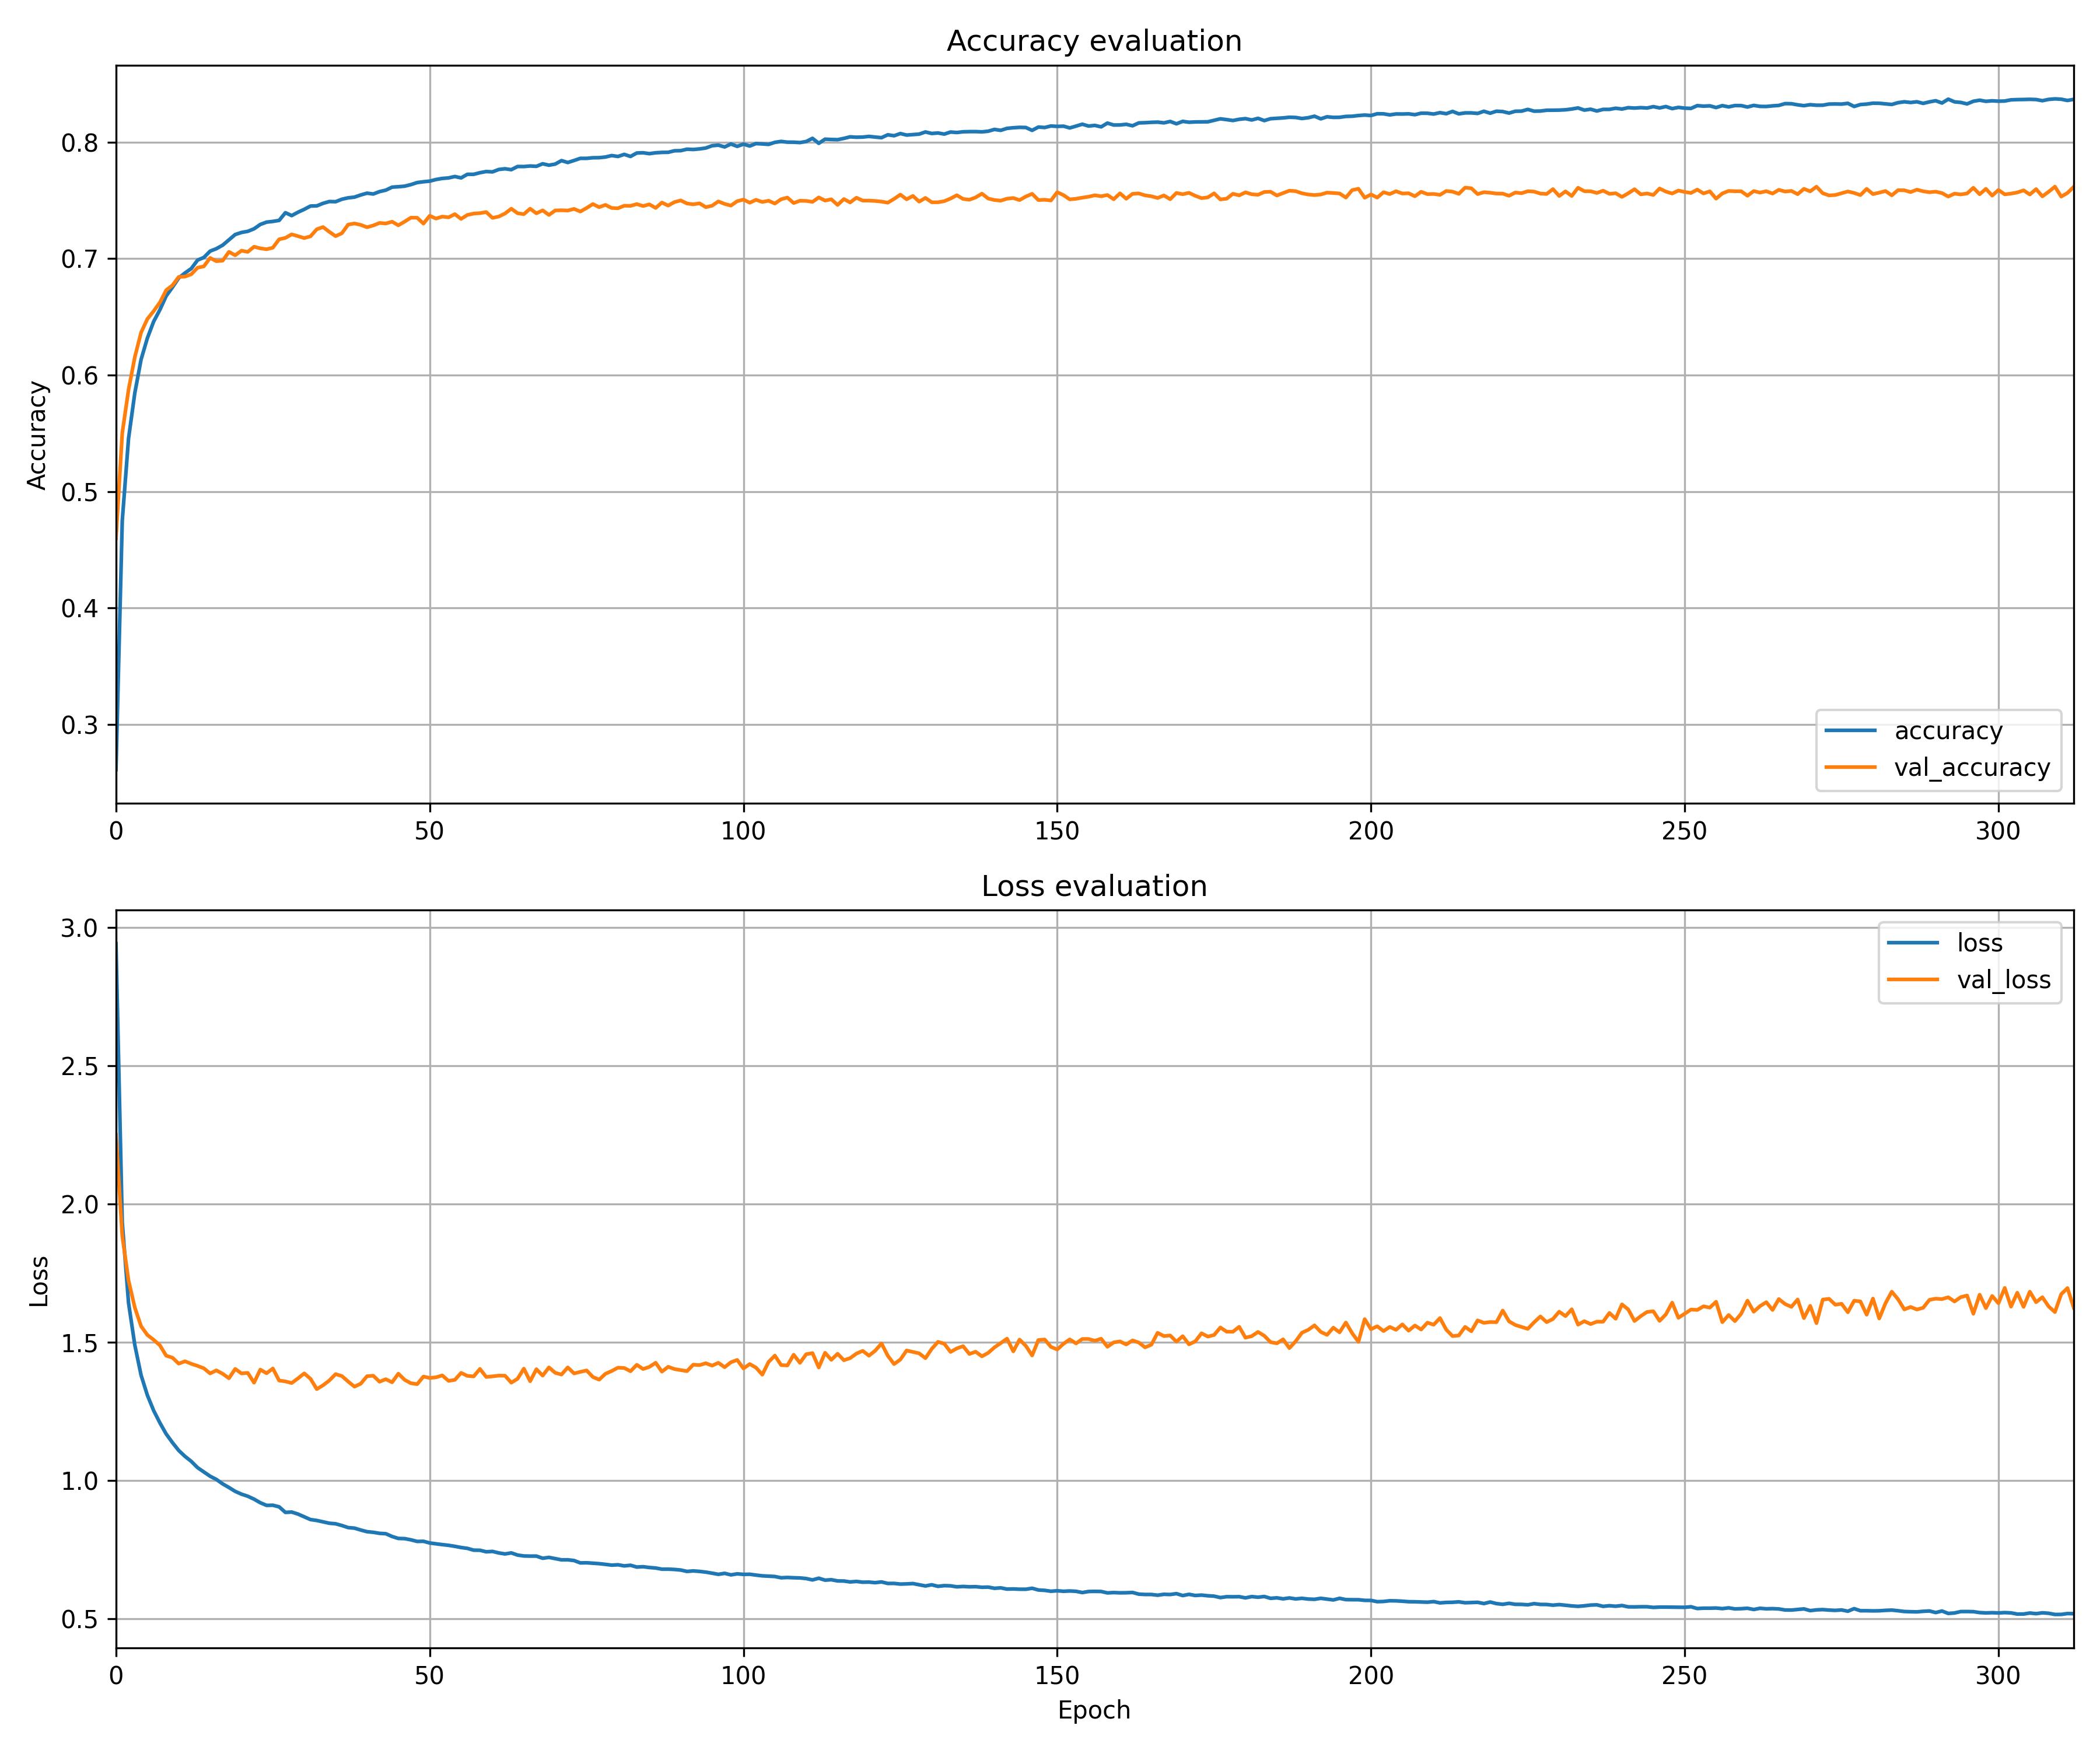 Accuracy evaluation
Accuracy
0.8
0.7
0.6
0.5
0.4
0.3
accuracy
val_accuracy
0 50 100 150 200 250 300
Loss evaluation
Loss
3.0
2.5
2.0
1.5
1.0
0.5
loss
val_loss
0 50 100 150 200 250 300
Epoch